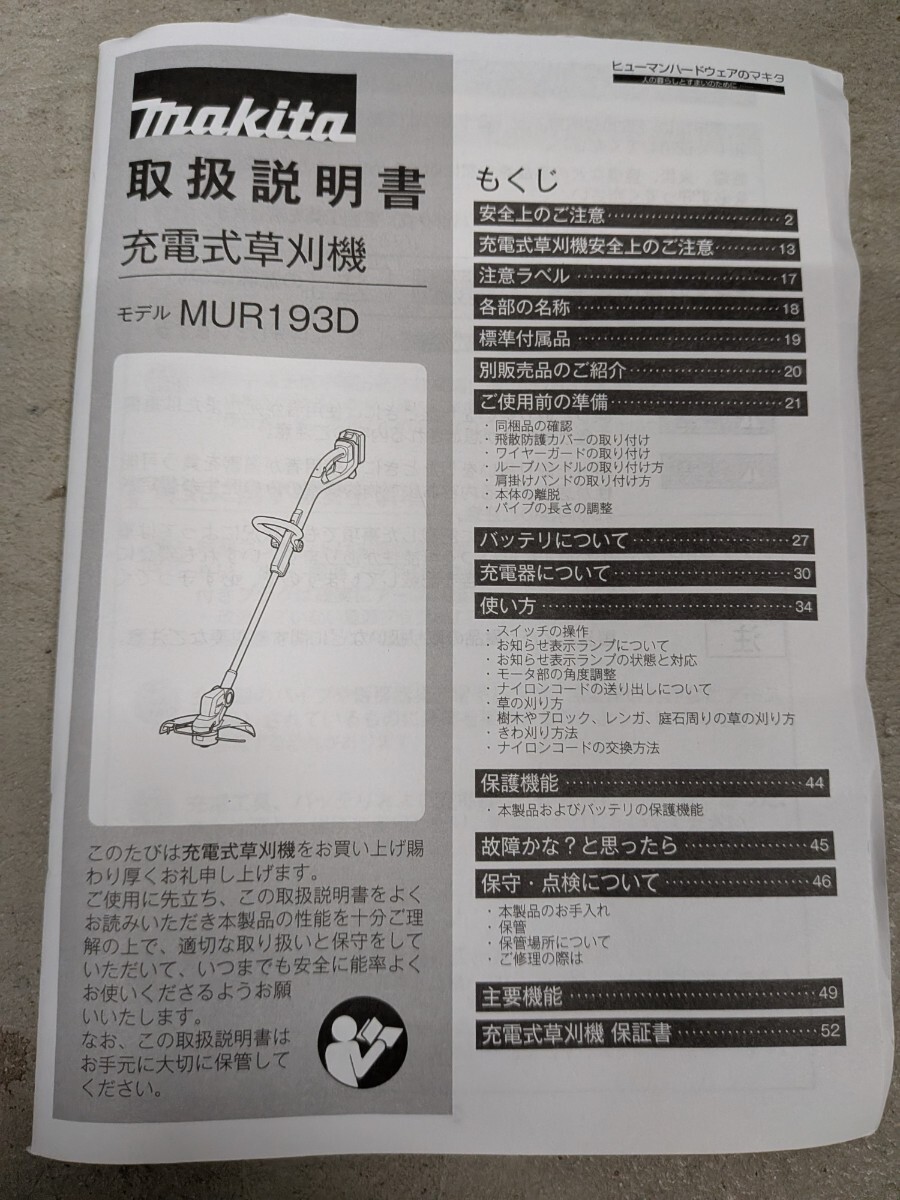 makita
取扱説明書
充電式草刈機
モデル MUR193D
このたびは充電式草刈機をお買い上げ賜
わり厚くお礼申し上げます。
ご使用に先立ち、この取扱説明書をよく
お読みいただき本製品の性能を十分ご理
解の上で、適切な取り扱いと保守をして
いただいて、いつまでも安全に能率よく
お使いくださるようお願
いいたします。
なお、この取扱説明書は
お手元に大切に保管して
ください。
ヒューマンハードウェアのマキタ
人の暮らしとすまいのために
もくじ
安全上のご注意 2
充電式草刈機安全上のご注意 13
注意ラベル 17
各部の名称 18
標準付属品 19
別販売品のご紹介 20
ご使用前の準備 21
・同梱品の確認
・飛散防護カバーの取り付け
・ワイヤーガードの取り付け
・ループハンドルの取り付け方
・肩掛けバンドの取り付け方
・本体の離脱
・パイプの長さの調整
バッテリについて 27
充電器について 30
使い方 34
・スイッチの操作
・お知らせ表示ランプについて
・お知らせ表示ランプの状態と対応
・モータ部の角度調整
・ナイロンコードの送り出しについて
・草の刈り方
・樹木やブロック、レンガ、庭石周りの草の刈り方
・きわ刈り方法
・ナイロンコードの交換方法
保護機能 44
・本製品およびバッテリの保護機能
故障かな？と思ったら 45
保守・点検について 46
・本製品のお手入れ
・保管
・保管場所について
・ご修理の際は
主要機能 49
充電式草刈機 保証書 52